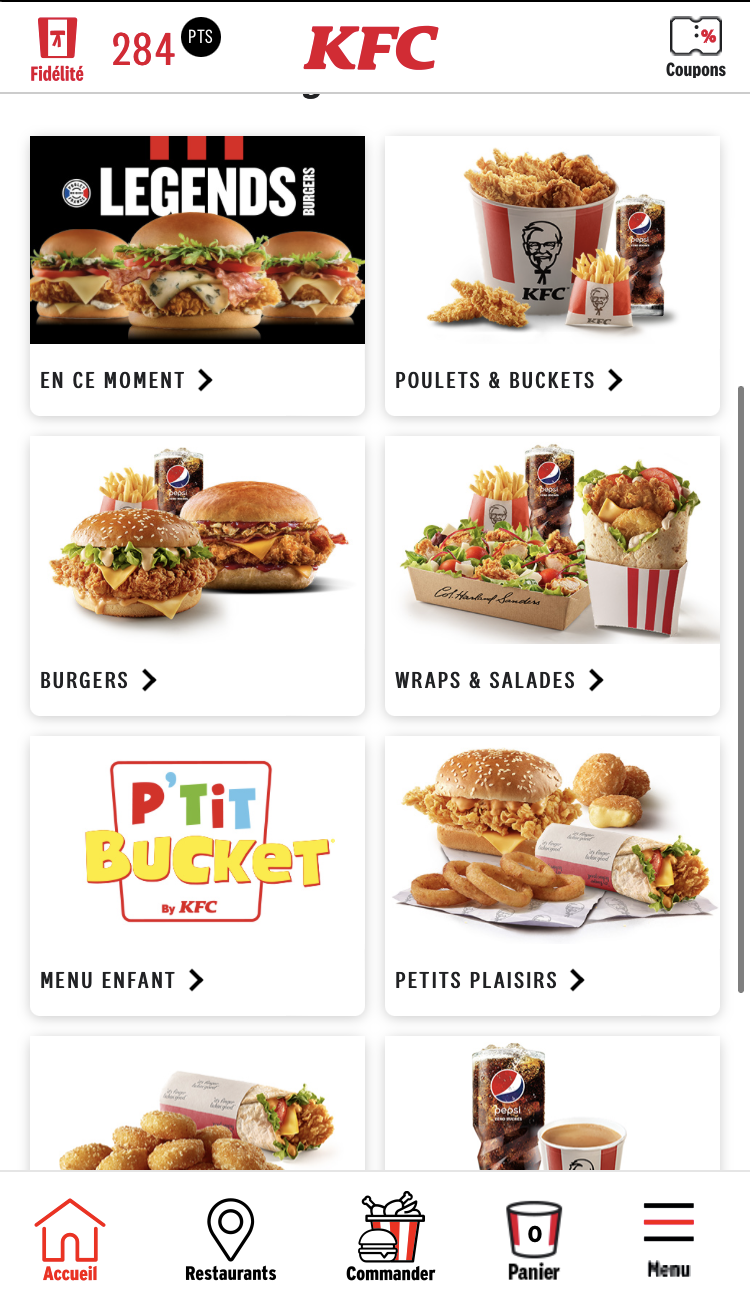 284 PTS
KFC
%
Fidélité
Coupons
LEGENDS BURGERS
KFC
pepsi
KFC
EN CE MOMENT
POULETS & BUCKETS
pepsi
pepsi
Col. Harland Sanders
BURGERS
WRAPS & SALADES
P'TiT
BUCKET
By KFC
MENU ENFANT
PETITS PLAISIRS
pepsi
0
Accueil
Restaurants
Commander
Panier
Menu